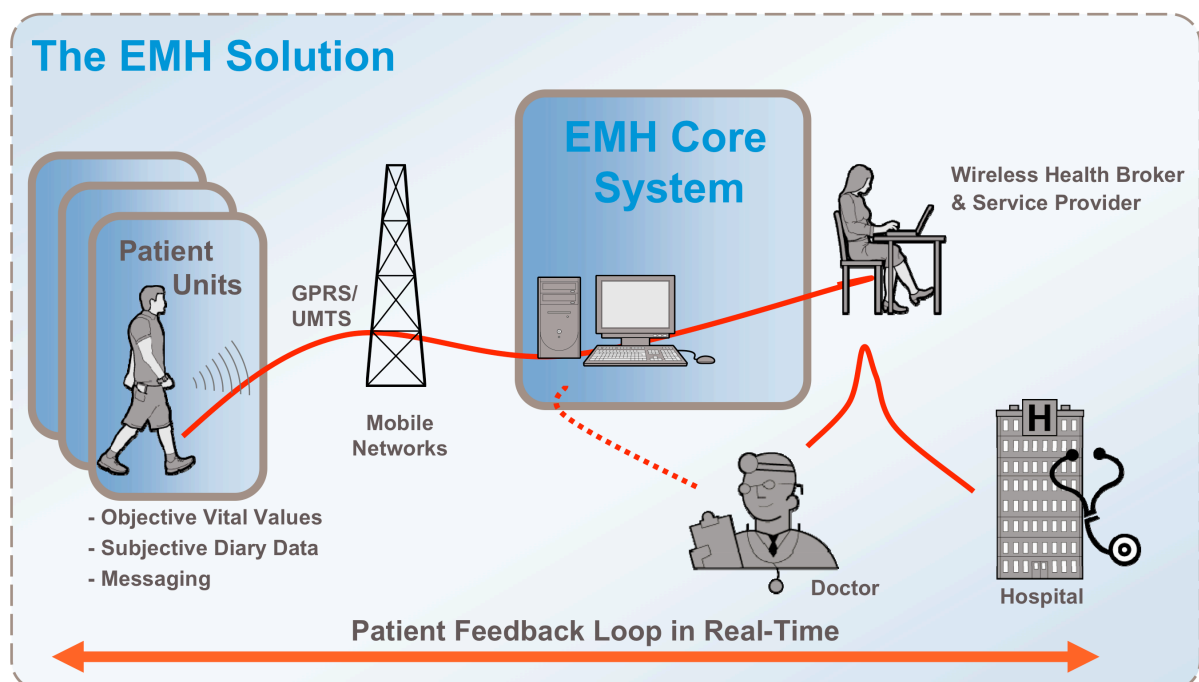 The EMH Solution
EMH Core
System
Wireless Health Broker
& Service Provider
Patient
Units
GPRS/
UMTS
Mobile
Networks
H
- Objective Vital Values
- Subjective Diary Data
- Messaging
Doctor
Hospital
Patient Feedback Loop in Real-Time